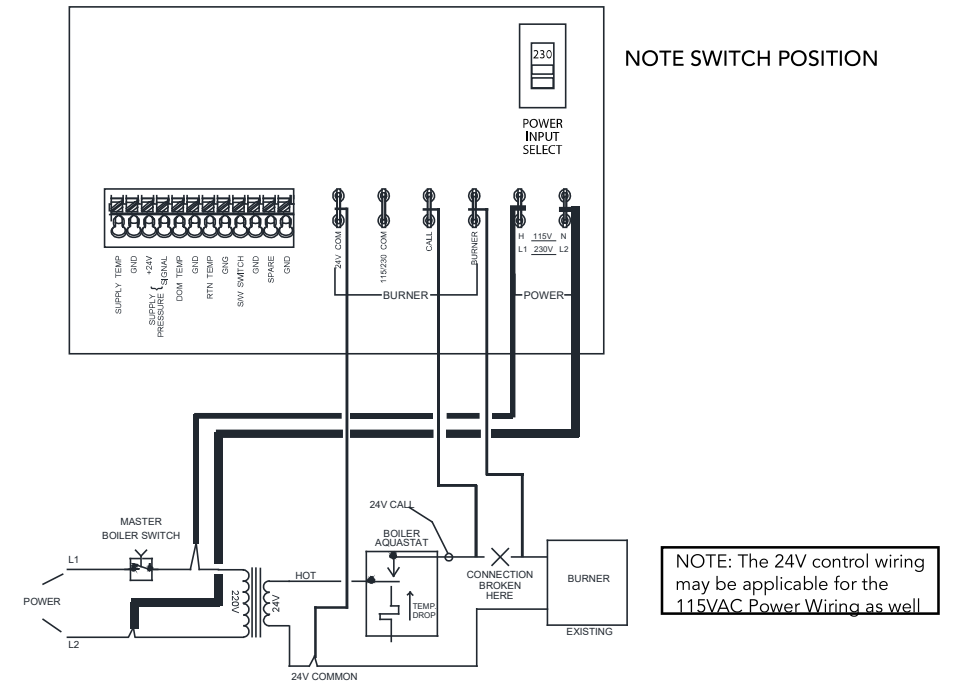 230
NOTE SWITCH POSITION
POWER
INPUT
SELECT
SUPPLY TEMP
GND
+24V
SIGNAL
SUPPLY
PRESSURE
DOM TEMP
GND
RTN TEMP
GNG
S/W SWITCH
GND
SPARE
GND
24V COM
115/230 COM
CALL
BURNER
H 115V N
L1 230V L2
BURNER
POWER
24V CALL
MASTER
BOILER SWITCH
BOILER
AQUASTAT
L1
HOT
CONNECTION
BROKEN
HERE
BURNER
NOTE: The 24V control wiring
may be applicable for the
115VAC Power Wiring as well
POWER
220V
24V
TEMP.
DROP
EXISTING
L2
24V COMMON